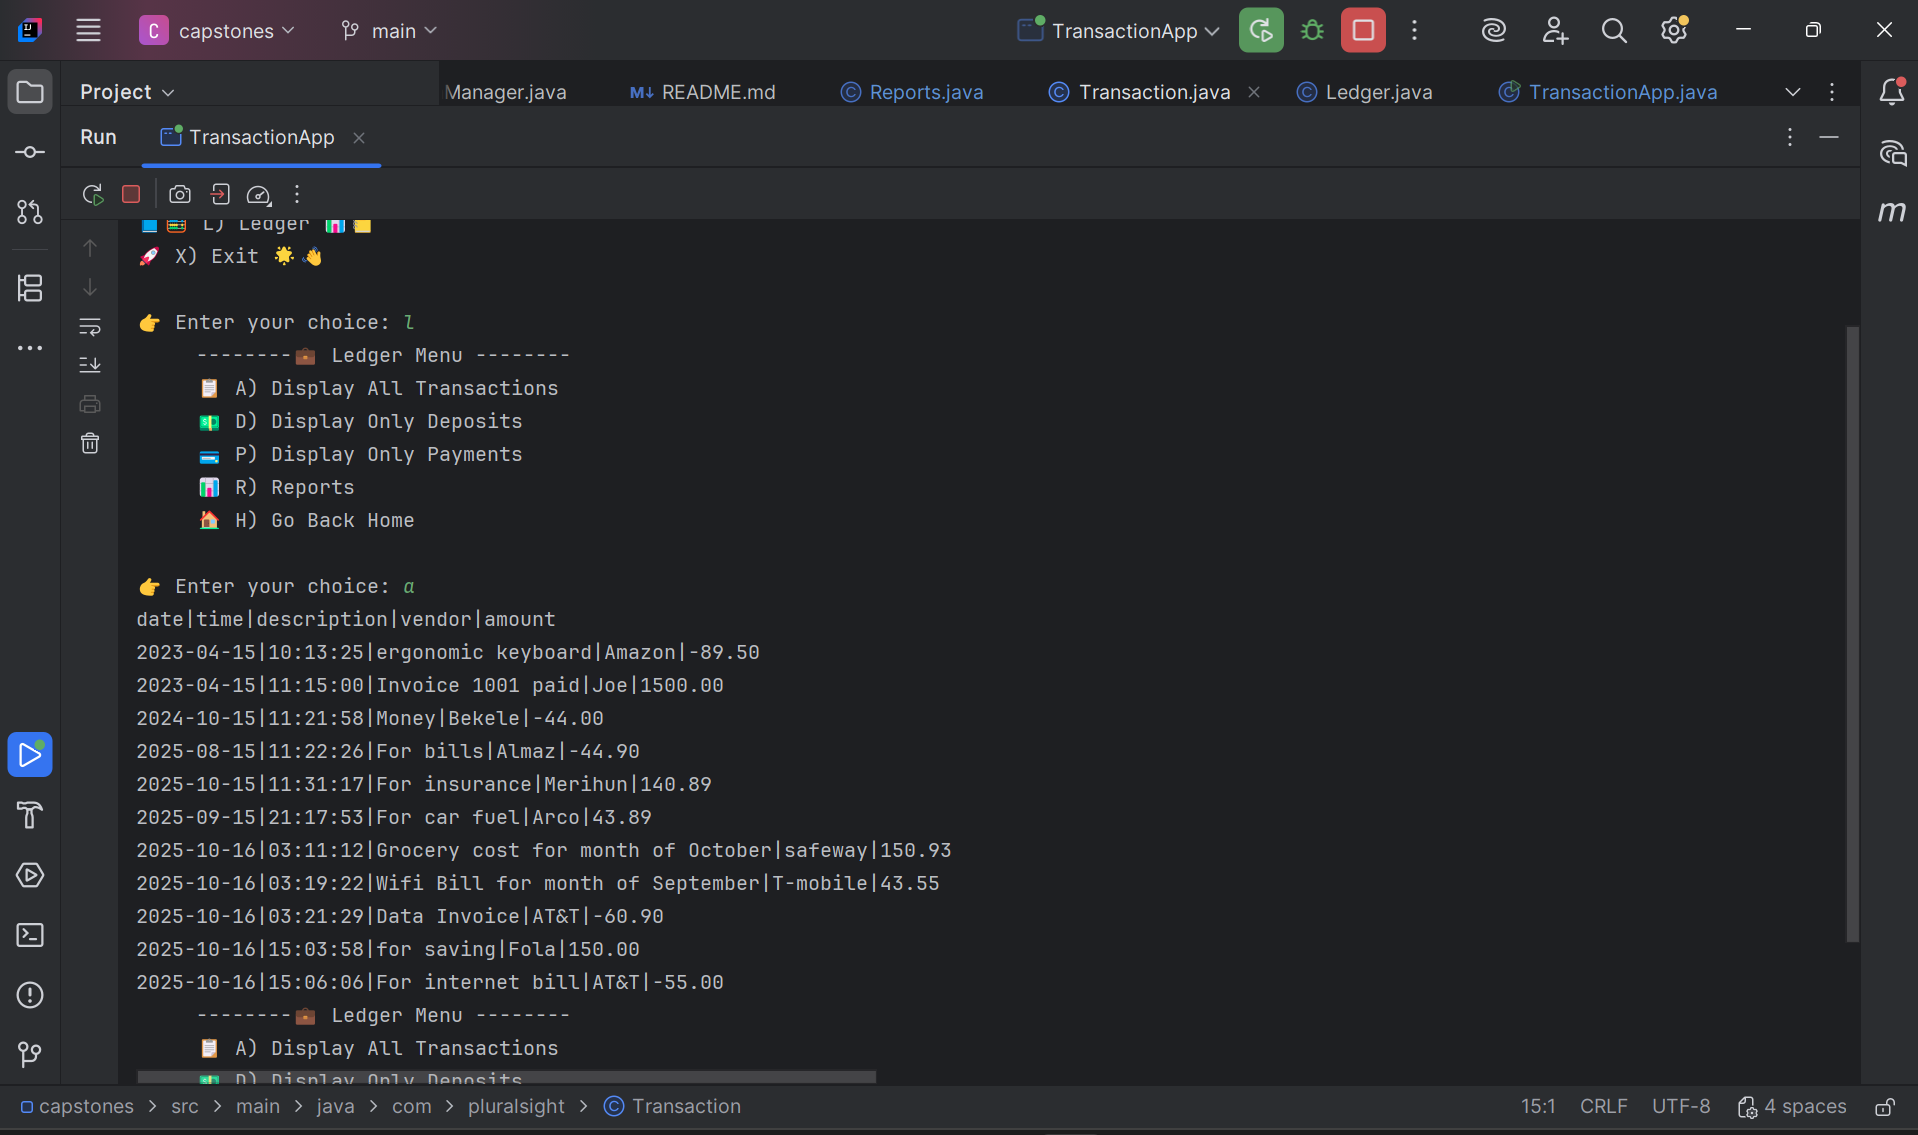 C capstones main TransactionApp
Project Manager.java M↓ README.md Reports.java Transaction.java Ledger.java TransactionApp.java
Run TransactionApp
L) Ledger
X) Exit
Enter your choice: l
-------- Ledger Menu --------
A) Display All Transactions
D) Display Only Deposits
P) Display Only Payments
R) Reports
H) Go Back Home
Enter your choice: a
date|time|description|vendor|amount
2023-04-15|10:13:25|ergonomic keyboard|Amazon|-89.50
2023-04-15|11:15:00|Invoice 1001 paid|Joe|1500.00
2024-10-15|11:21:58|Money|Bekele|-44.00
2025-08-15|11:22:26|For bills|Almaz|-44.90
2025-10-15|11:31:17|For insurance|Merihun|140.89
2025-09-15|21:17:53|For car fuel|Arco|43.89
2025-10-16|03:11:12|Grocery cost for month of October|safeway|150.93
2025-10-16|03:19:22|Wifi Bill for month of September|T-mobile|43.55
2025-10-16|03:21:29|Data Invoice|AT&T|-60.90
2025-10-16|15:03:58|for saving|Fola|150.00
2025-10-16|15:06:06|For internet bill|AT&T|-55.00
-------- Ledger Menu --------
A) Display All Transactions
D) Display Only Deposits
capstones > src > main > java > com > pluralsight > Transaction 15:1 CRLF UTF-8 4 spaces